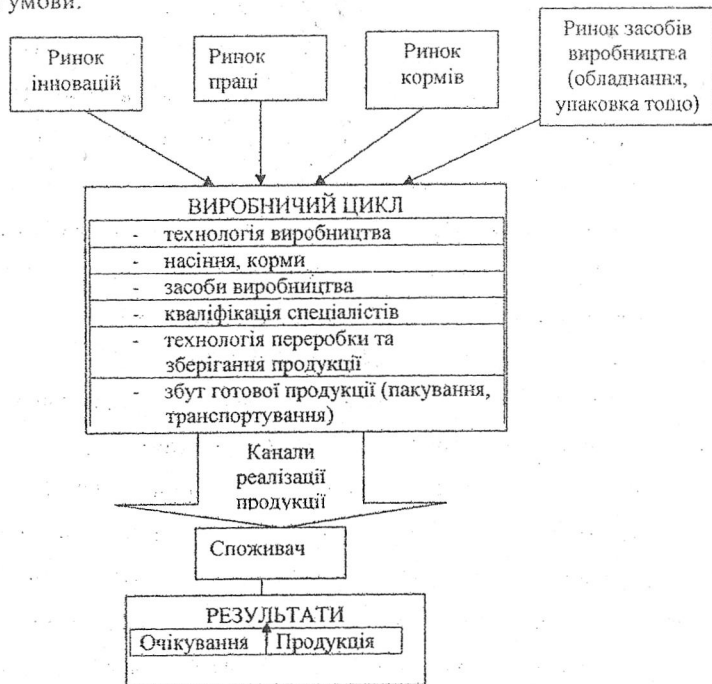 умови.
Ринок
інновацій
Ринок
праці
Ринок
кормів
Ринок засобів
виробництва
(обладнання,
упаковка тощо)
ВИРОБНИЧИЙ ЦИКЛ
- технологія виробництва
- насіння, корми
- засоби виробництва
- кваліфікація спеціалістів
- технологія переробки та
зберігання продукції
- збут готової продукції (пакування,
транспортування)
Канали
реалізації
продукції
Споживач
РЕЗУЛЬТАТИ
Очікування Продукція